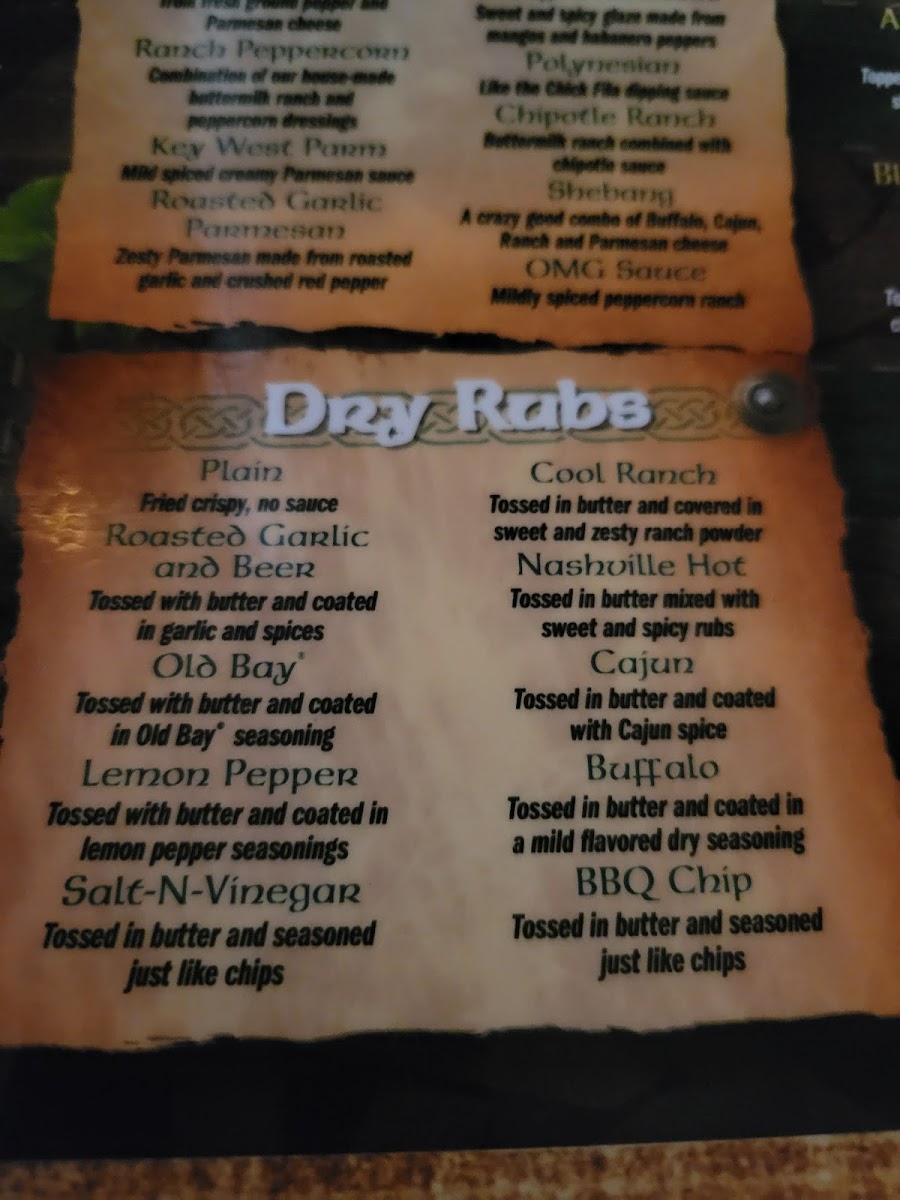 from fresh ground pepper and
Parmesan cheese
Ranch Peppercorn
Combination of our house-made
buttermilk ranch and
peppercorn dressings
Key West Parm
Mild spiced creamy Parmesan sauce
Roasted Garlic
Parmesan
Zesty Parmesan made from roasted
garlic and crushed red pepper
Sweet and spicy glaze made from
mangos and habanero peppers
Polynesian
Like the Chick Fila dipping sauce
Chipotle Ranch
Buttermilk ranch combined with
chipotle sauce
Shebang
A crazy good combo of Buffalo, Cajun,
Ranch and Parmesan cheese
OMG Sauce
Mildly spiced peppercorn ranch
Dry Rubs
Plain
Fried crispy, no sauce
Roasted Garlic
and Beer
Tossed with butter and coated
in garlic and spices
Old Bay®
Tossed with butter and coated
in Old Bay® seasoning
Lemon Pepper
Tossed with butter and coated in
lemon pepper seasonings
Salt-N-Vinegar
Tossed in butter and seasoned
just like chips
Cool Ranch
Tossed in butter and covered in
sweet and zesty ranch powder
Nashville Hot
Tossed in butter mixed with
sweet and spicy rubs
Cajun
Tossed in butter and coated
with Cajun spice
Buffalo
Tossed in butter and coated in
a mild flavored dry seasoning
BBQ Chip
Tossed in butter and seasoned
just like chips